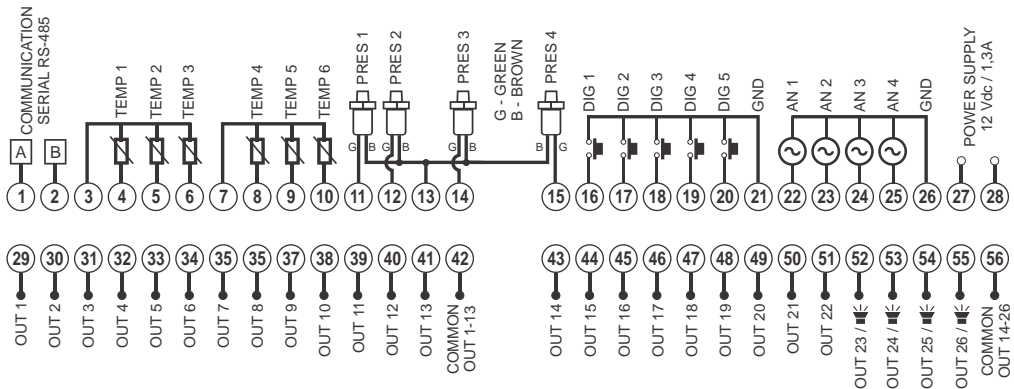 COMMUNICATION
SERIAL RS-485
TEMP 1
TEMP 2
TEMP 3
TEMP 4
TEMP 5
TEMP 6
PRES 1
PRES 2
PRES 3
G - GREEN
B - BROWN
PRES 4
DIG 1
DIG 2
DIG 3
DIG 4
DIG 5
GND
AN 1
AN 2
AN 3
AN 4
GND
POWER SUPPLY
12 Vdc / 1,3A
A B
G B G B G B B G
1 2 3 4 5 6 7 8 9 10 11 12 13 14 15 16 17 18 19 20 21 22 23 24 25 26 27 28
29 30 31 32 33 34 35 35 37 38 39 40 41 42 43 44 45 46 47 48 49 50 51 52 53 54 55 56
OUT 1
OUT 2
OUT 3
OUT 4
OUT 5
OUT 6
OUT 7
OUT 8
OUT 9
OUT 10
OUT 11
OUT 12
OUT 13
COMMON
OUT 1-13
OUT 14
OUT 15
OUT 16
OUT 17
OUT 18
OUT 19
OUT 20
OUT 21
OUT 22
OUT 23 /
OUT 24 /
OUT 25 /
OUT 26 /
COMMON
OUT 14-26